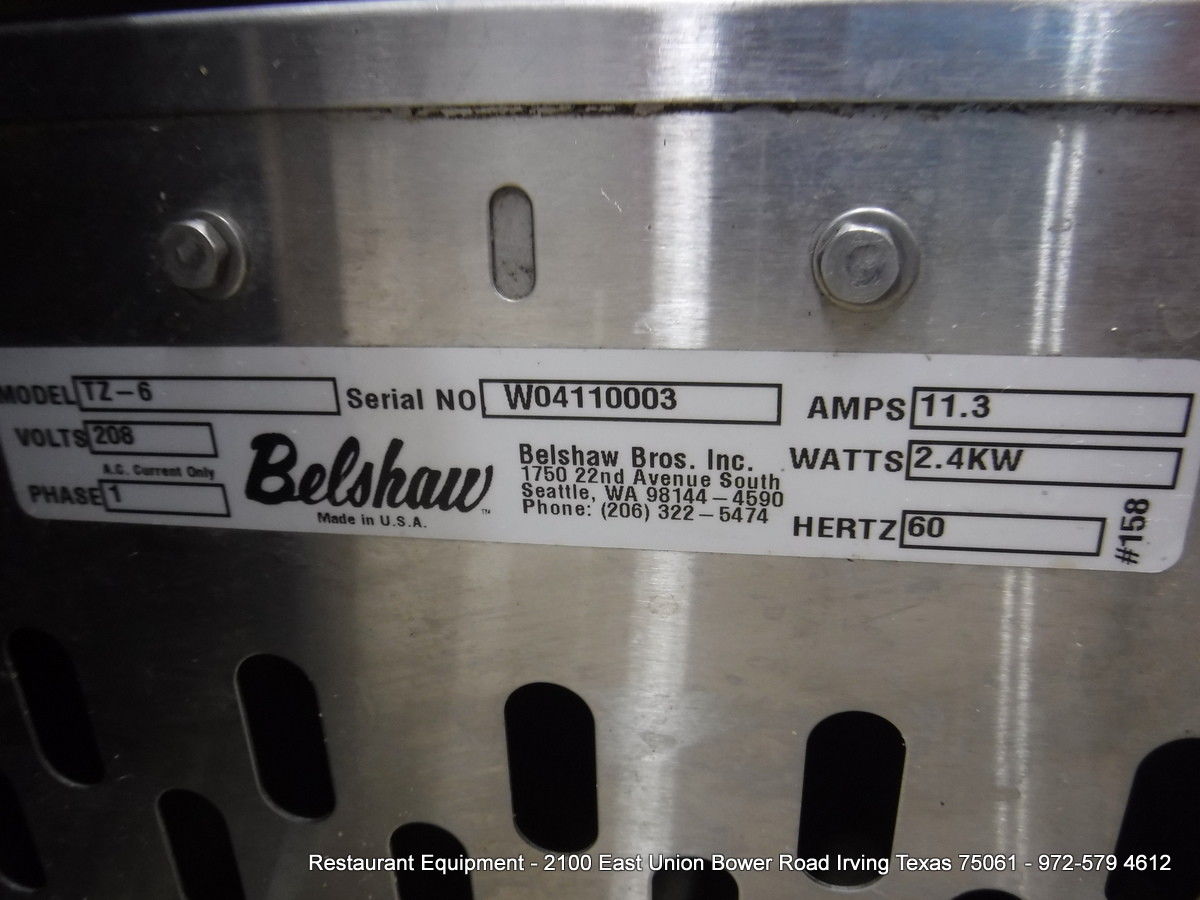 MODEL TZ-6
VOLTS 208
A.C. Current Only
PHASE 1
Belshaw™
Made in U.S.A.
Serial NO W04110003
Belshaw Bros. Inc.
1750 22nd Avenue South
Seattle, WA 98144-4590
Phone: (206) 322-5474
AMPS 11.3
WATTS 2.4KW
HERTZ 60
#158
Restaurant Equipment - 2100 East Union Bower Road Irving Texas 75061 - 972-579 4612